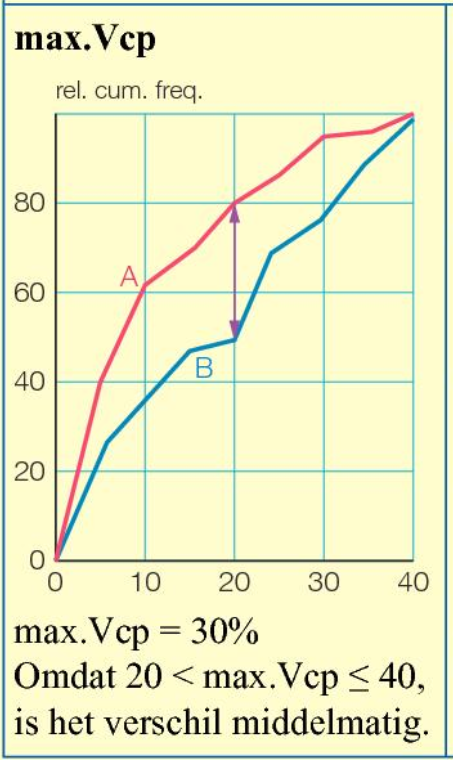 max.Vcp
rel. cum. freq.
80
A
60
B
40
20
0
0 10 20 30 40
max.Vcp = 30%
Omdat 20 < max.Vcp ≤ 40,
is het verschil middelmatig.